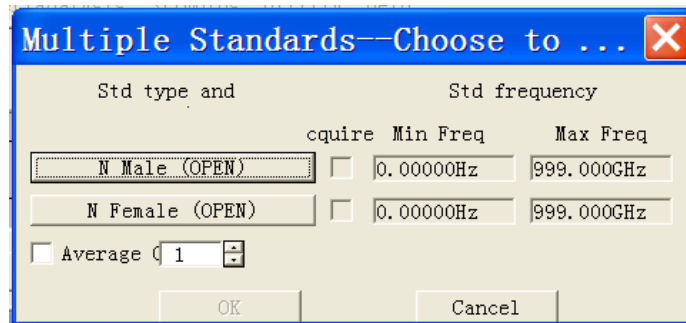 Multiple Standards--Choose to ...
Std type and Std frequency
cquire Min Freq Max Freq
N Male (OPEN) 0.00000Hz 999.000GHz
N Female (OPEN) 0.00000Hz 999.000GHz
Average ( 1
OK Cancel